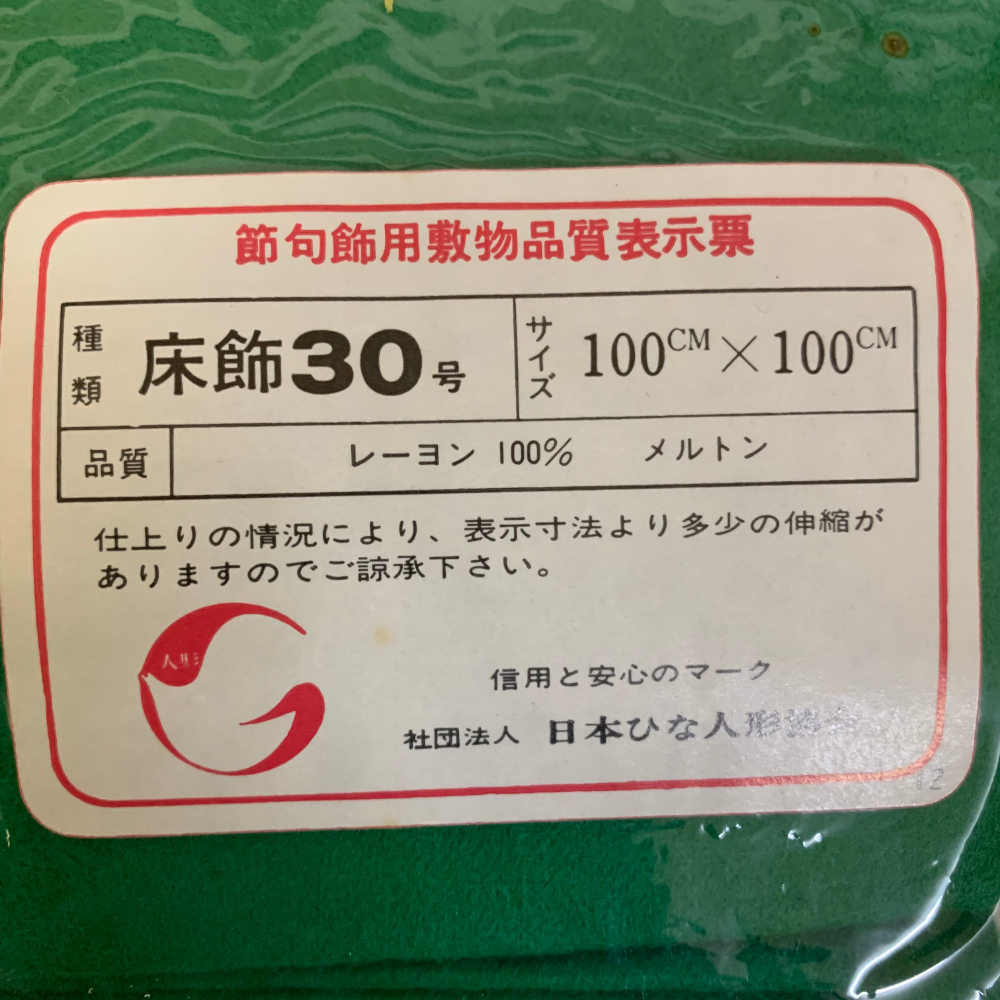 節句飾用敷物品質表示票
種類 床飾30号 サイズ 100CM×100CM
品質 レーヨン 100% メルトン
仕上りの情況により、表示寸法より多少の伸縮が
ありますのでご諒承下さい。
人形
信用と安心のマーク
社団法人 日本ひな人形協会
12